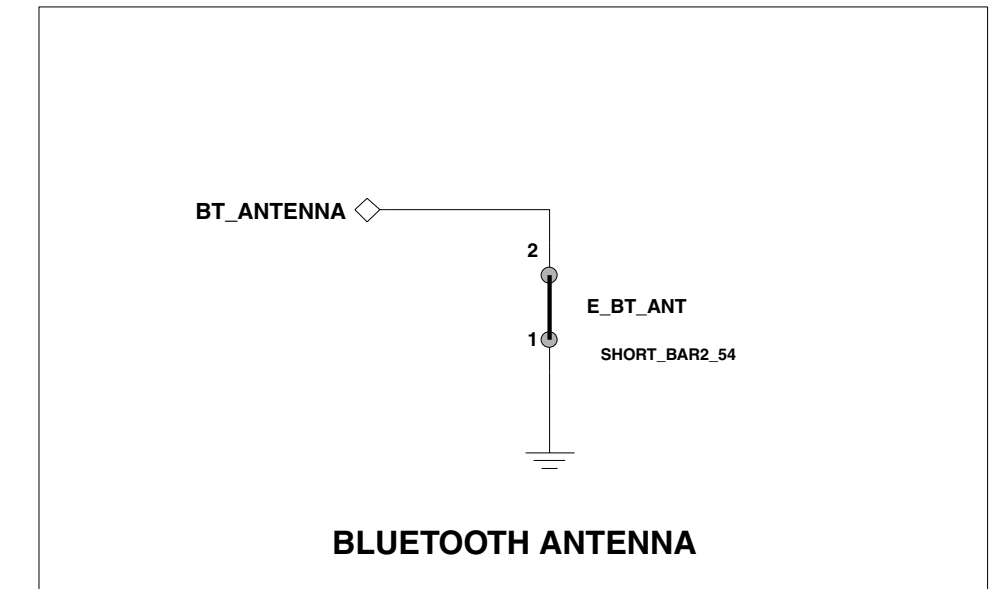 BT_ANTENNA
2
E_BT_ANT
1
SHORT_BAR2_54
BLUETOOTH ANTENNA